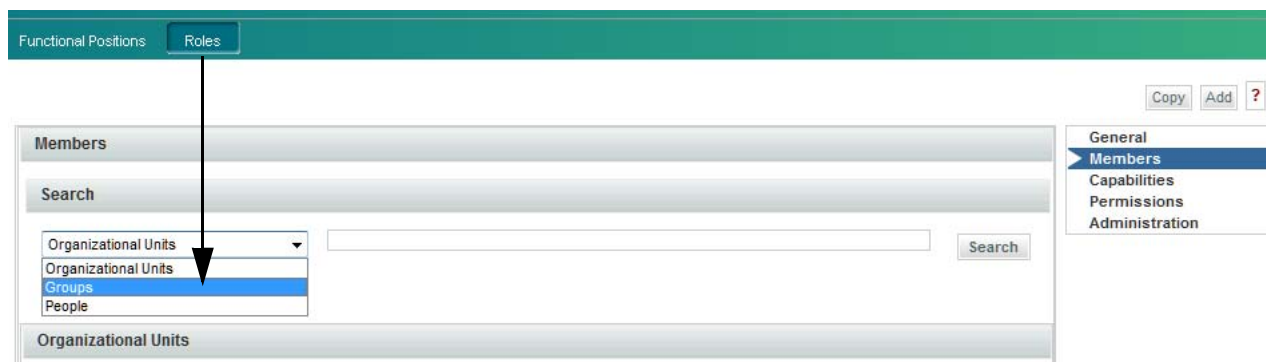 Functional Positions Roles
Copy Add ?
Members
Search
Organizational Units
Search
Organizational Units
Groups
People
Organizational Units
General
Members
Capabilities
Permissions
Administration